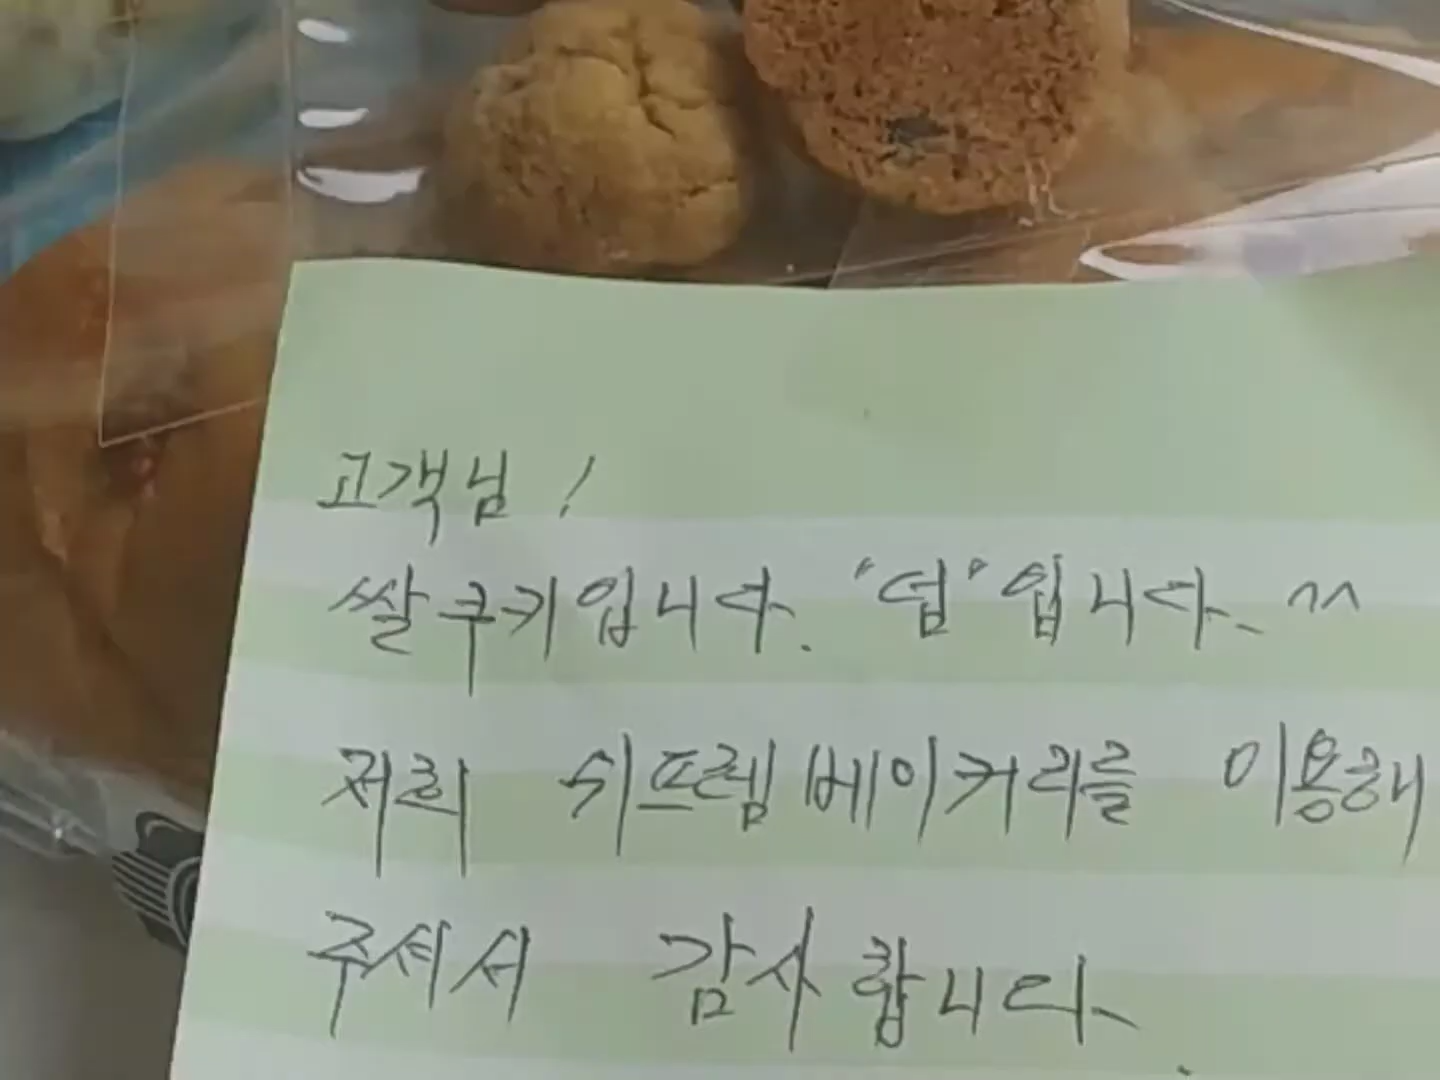 고객님!
쌀쿠키입니다. "덤"입니다. ^^
저희 쉬프렘베이커리를 이용해
주셔서 감사합니다.